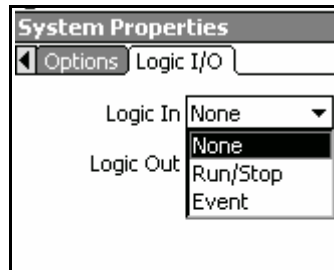 System Properties
Options Logic I/O
Logic In None
None
Logic Out Run/Stop
Event